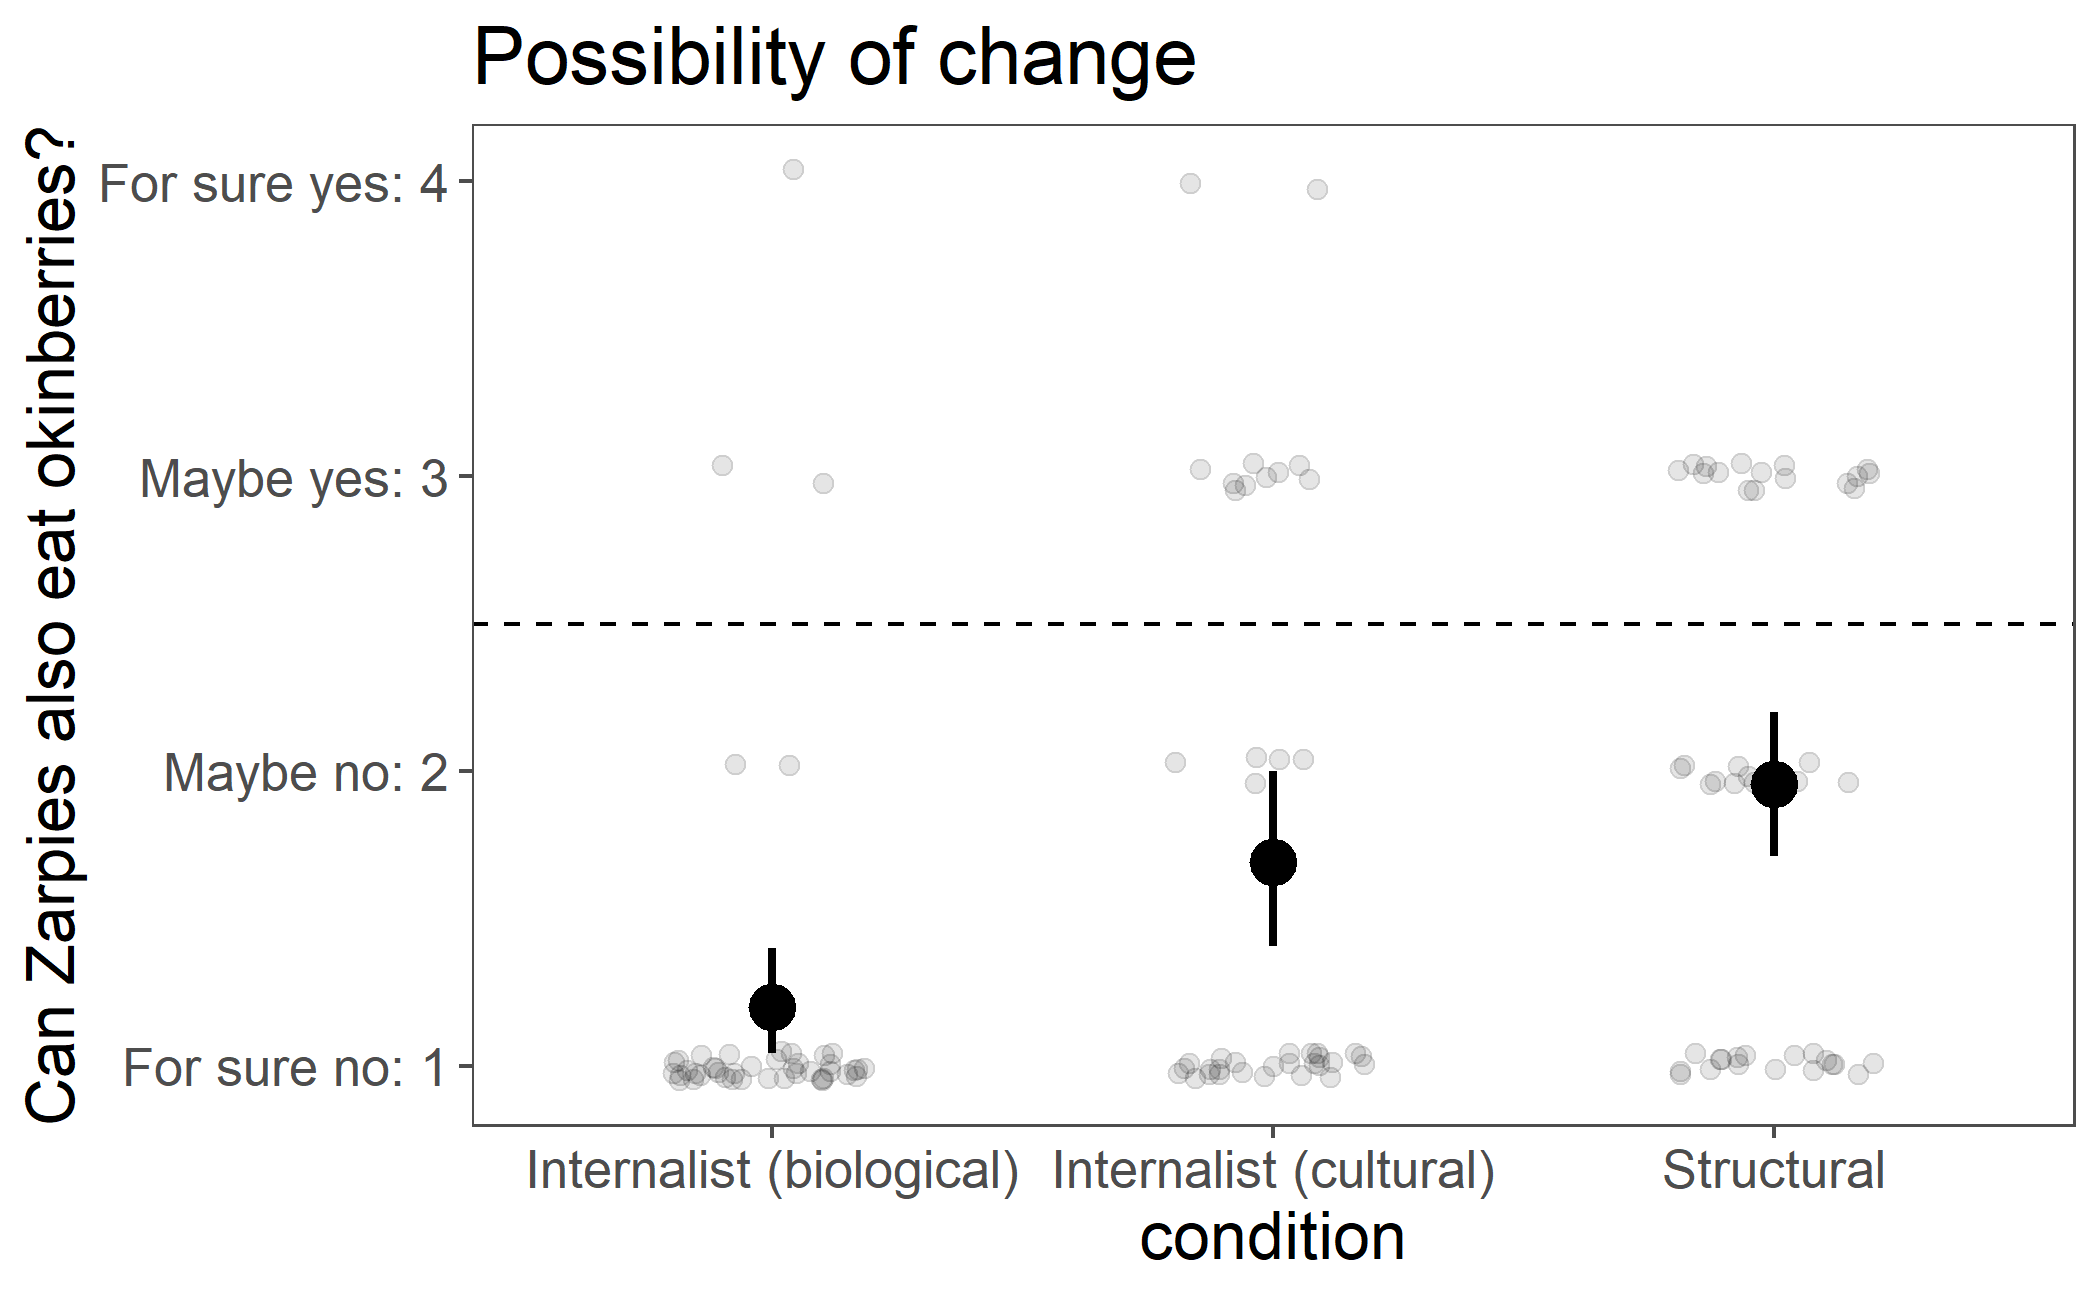 Possibility of change
Can Zarpies also eat okinberries?
For sure yes: 4
Maybe yes: 3
Maybe no: 2
For sure no: 1
Internalist (biological)
Internalist (cultural)
Structural
condition